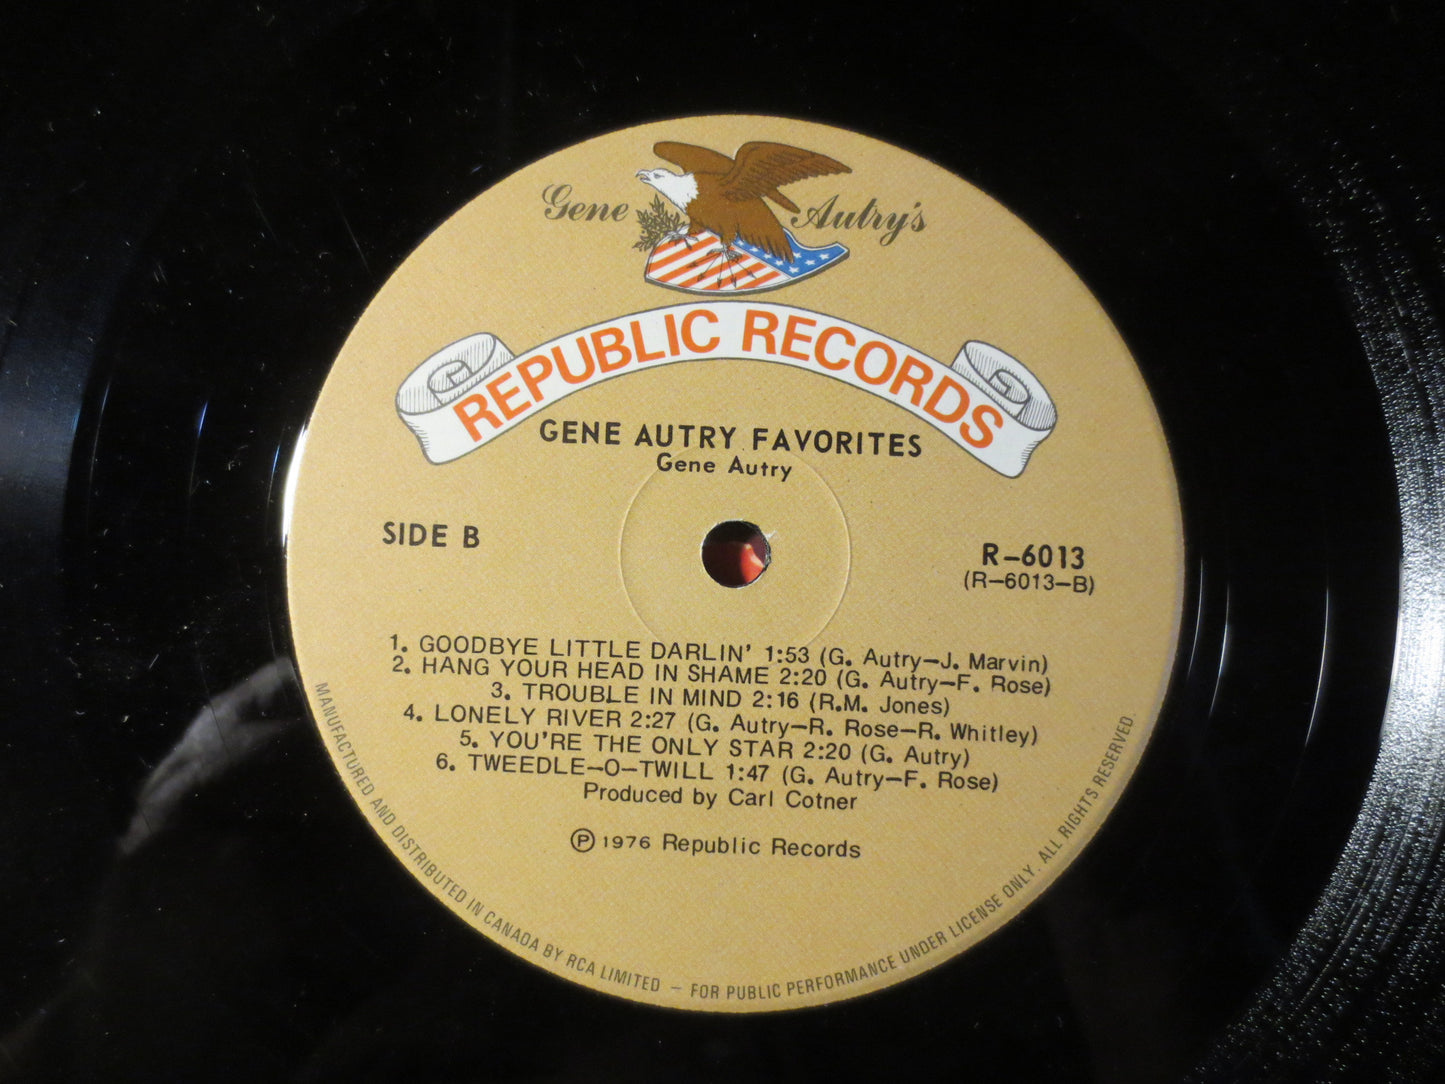 Gene Autry's
REPUBLIC RECORDS
GENE AUTRY FAVORITES
Gene Autry
SIDE B
R-6013
(R-6013-B)
1. GOODBYE LITTLE DARLIN' 1:53 (G. Autry-J. Marvin)
2. HANG YOUR HEAD IN SHAME 2:20 (G. Autry-F. Rose)
3. TROUBLE IN MIND 2:16 (R.M. Jones)
4. LONELY RIVER 2:27 (G. Autry-R. Rose-R. Whitley)
5. YOU'RE THE ONLY STAR 2:20 (G. Autry)
6. TWEEDLE-O-TWILL 1:47 (G. Autry-F. Rose)
Produced by Carl Cotner
Ⓟ 1976 Republic Records
MANUFACTURED AND DISTRIBUTED IN CANADA BY RCA LIMITED - FOR PUBLIC PERFORMANCE UNDER LICENSE ONLY. ALL RIGHTS RESERVED.